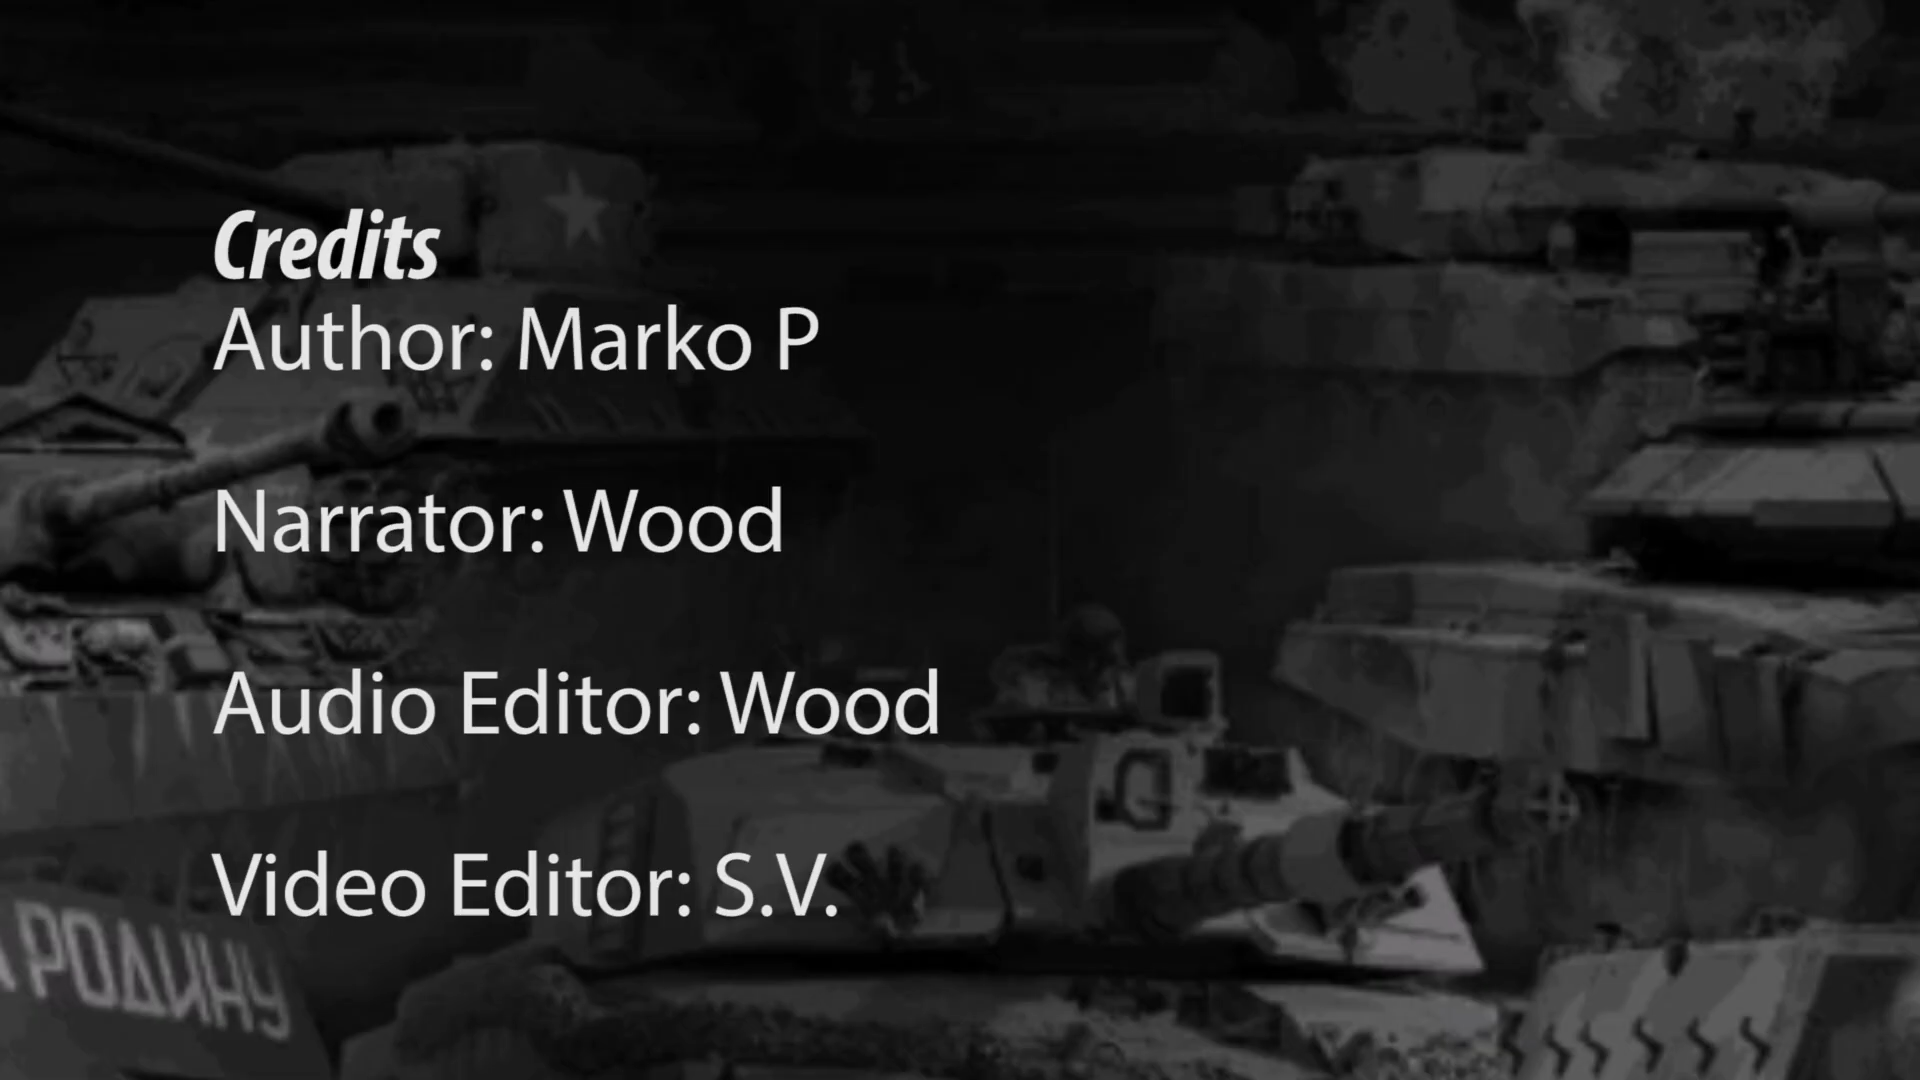 Credits
Author: Marko P
Narrator: Wood
Audio Editor: Wood
Video Editor: S.V.
РОДИНУ